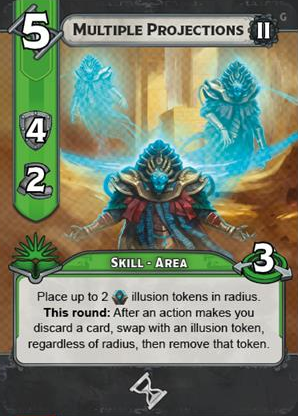 5
MULTIPLE PROJECTIONS
II
G
4
2
SKILL - AREA
3
Place up to 2 illusion tokens in radius.
This round: After an action makes you
discard a card, swap with an illusion token,
regardless of radius, then remove that token.